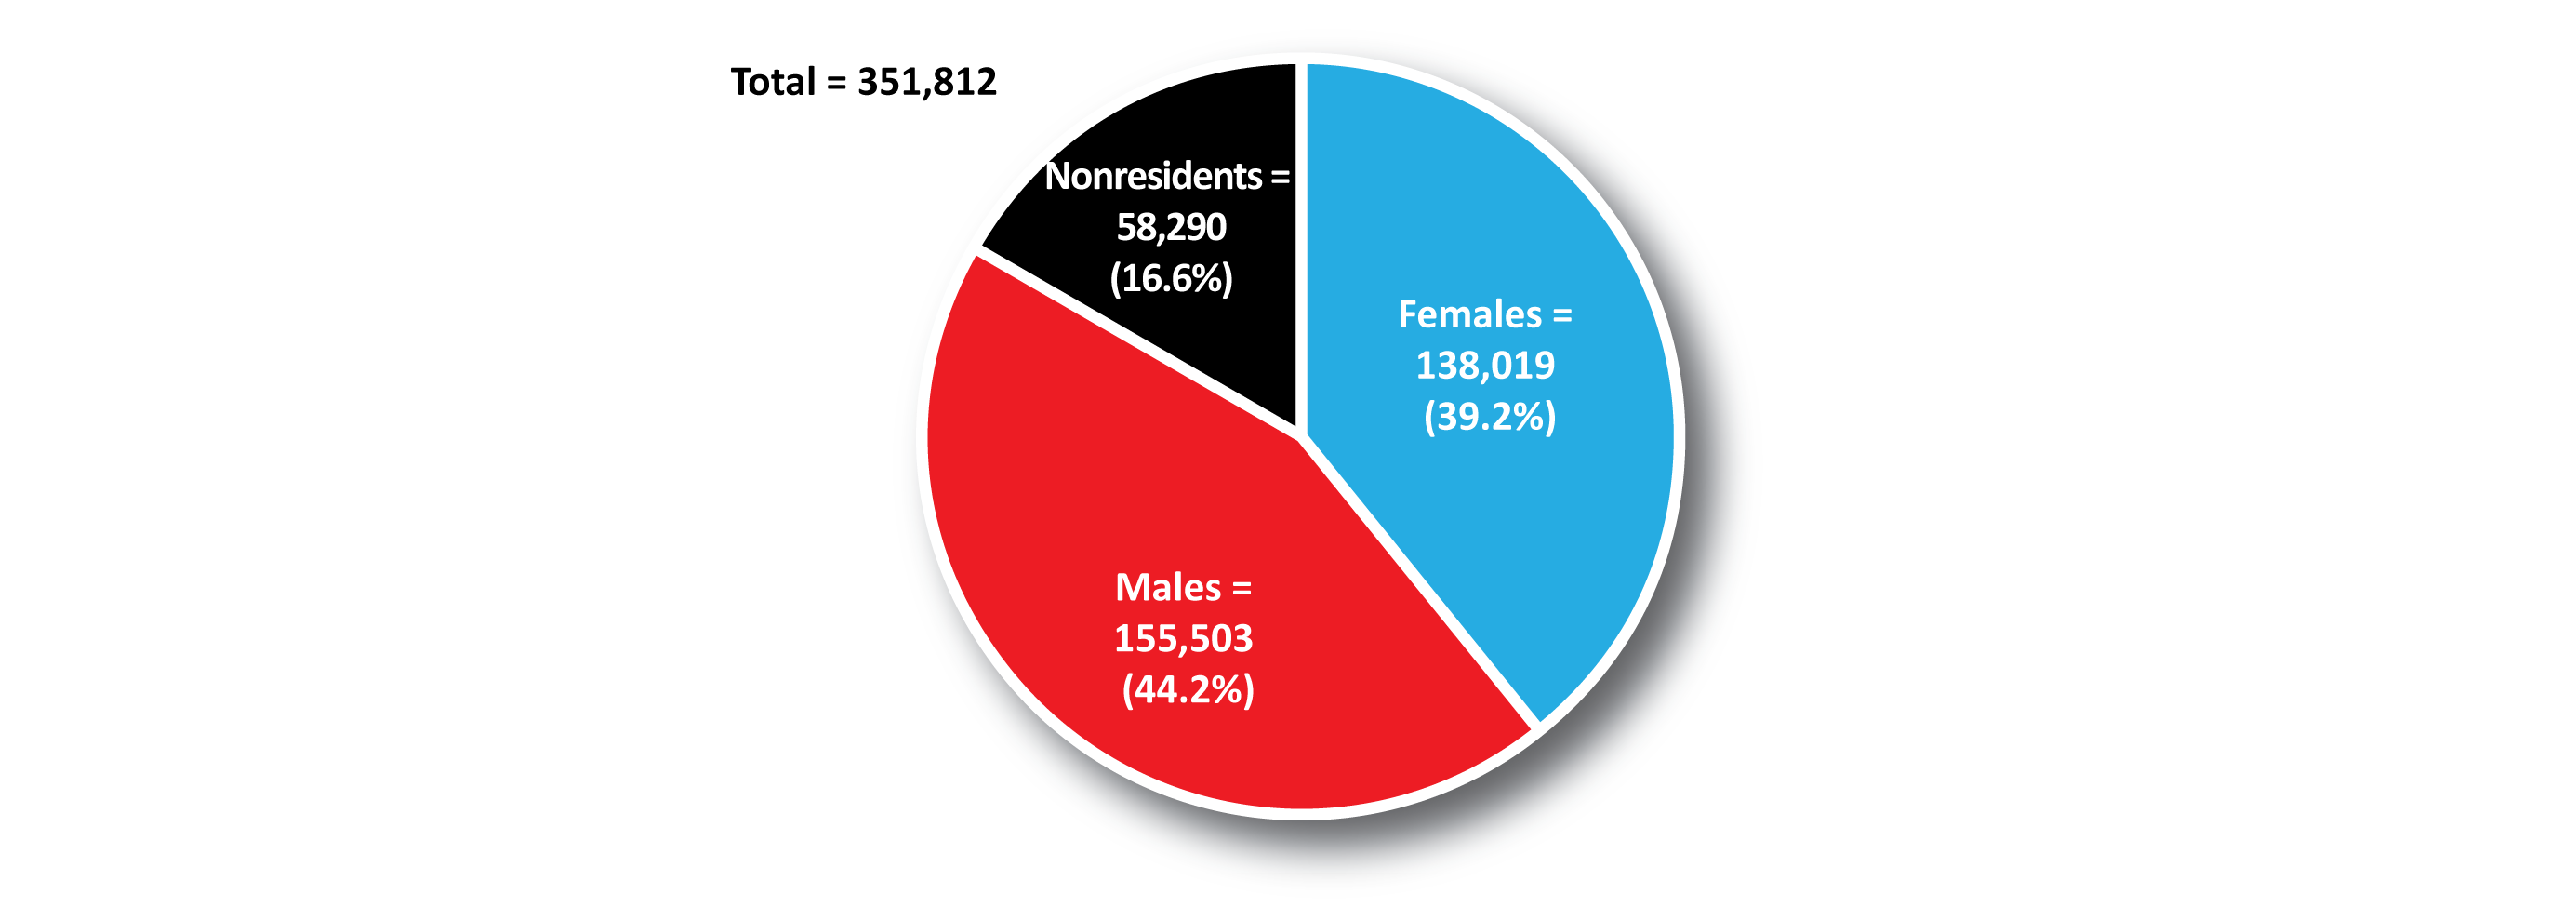 Total = 351,812
Nonresidents =
58,290
(16.6%)
Females =
138,019
(39.2%)
Males =
155,503
(44.2%)